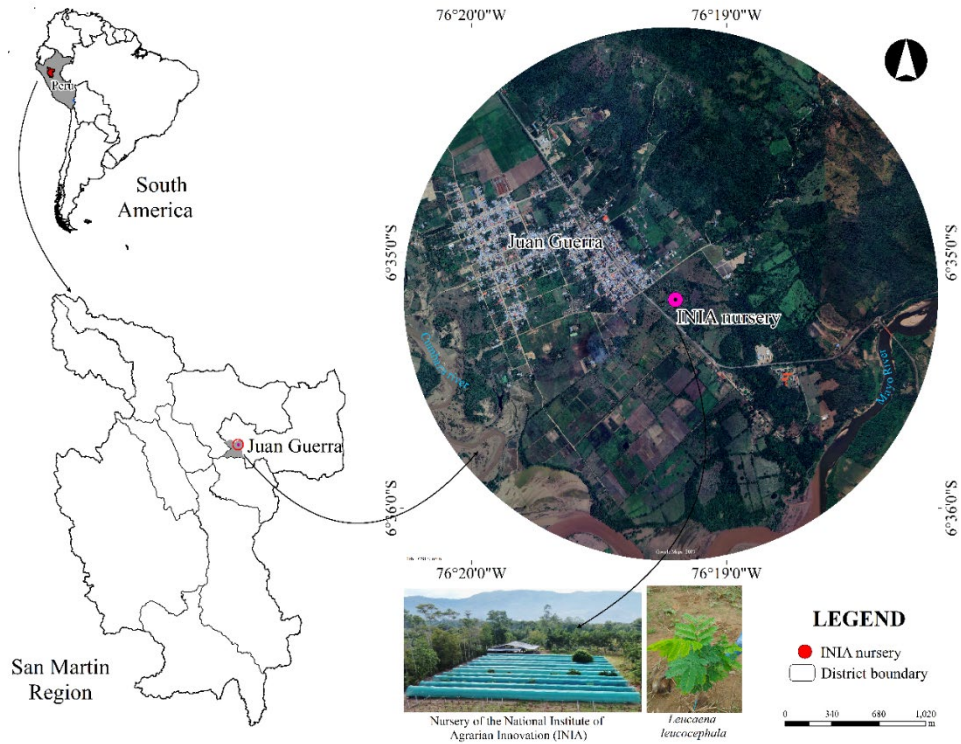 76°20'0"W
76°19'0"W
Peru
South
America
6°35'0"S
6°35'0"S
Juan Guerra
INIA nursery
Mayo River
Juan Guerra
6°36'0"S
6°36'0"S
76°20'0"W
76°19'0"W
San Martin
Region
Nursery of the National Institute of
Agrarian Innovation (INIA)
Leucaena
leucocephala
LEGEND
INIA nursery
District boundary
0 340 680 1,020
m